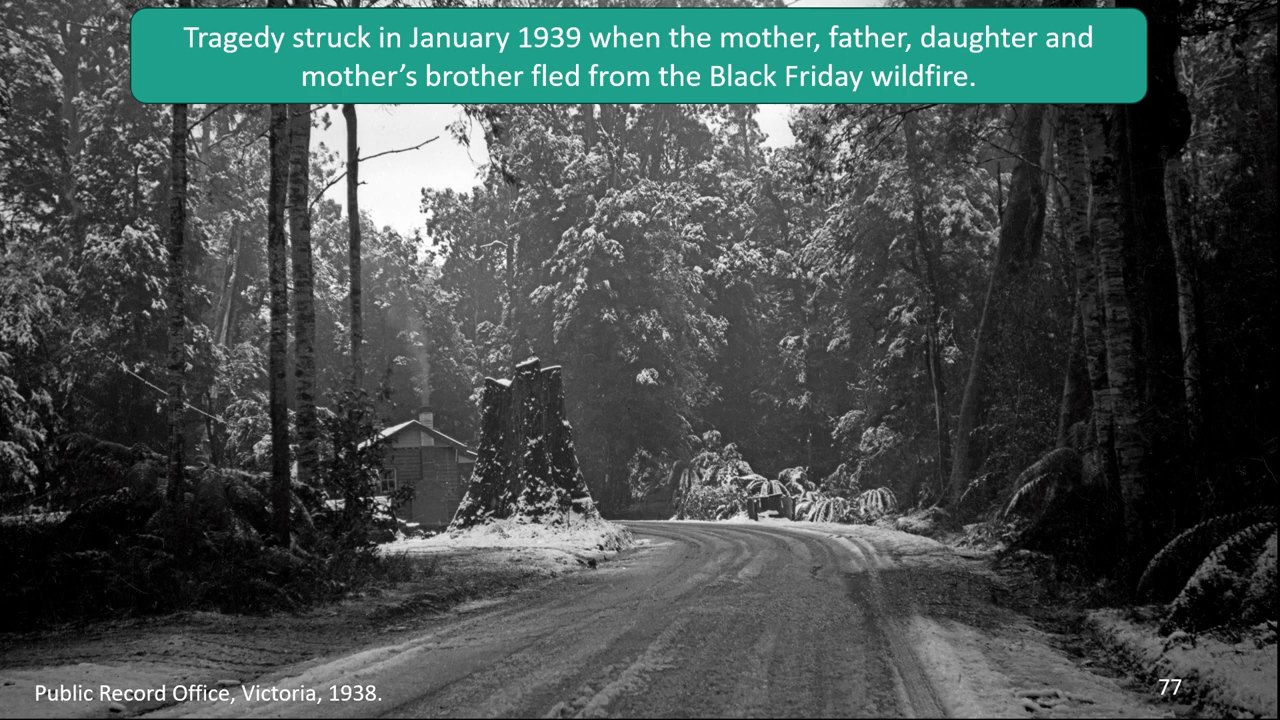 Tragedy struck in January 1939 when the mother, father, daughter and
mother’s brother fled from the Black Friday wildfire.
Public Record Office, Victoria, 1938.
77